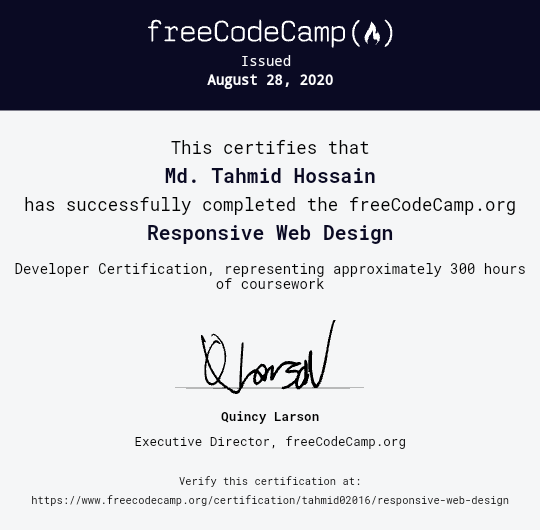 freeCodeCamp(🔥)
Issued
August 28, 2020
This certifies that
Md. Tahmid Hossain
has successfully completed the freeCodeCamp.org
Responsive Web Design
Developer Certification, representing approximately 300 hours
of coursework
Q Larson
Quincy Larson
Executive Director, freeCodeCamp.org
Verify this certification at:
https://www.freecodecamp.org/certification/tahmid02016/responsive-web-design